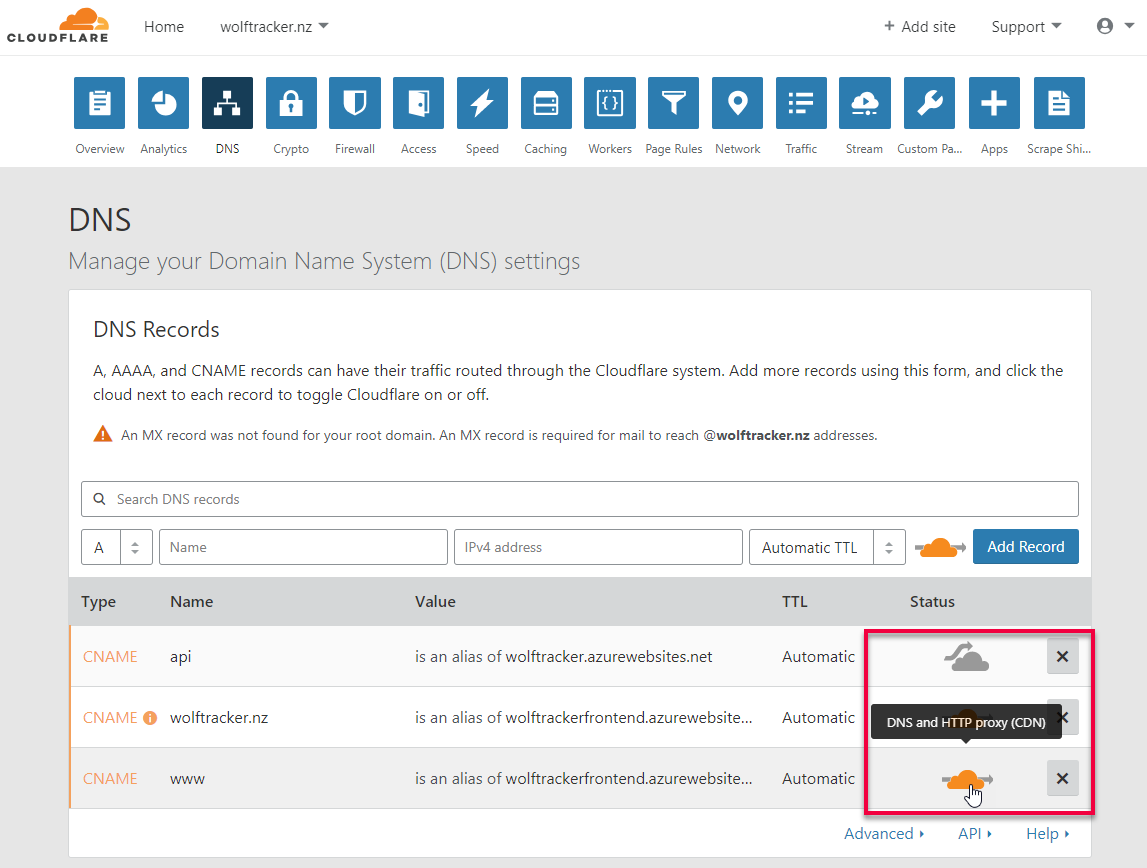 CLOUDFLARE
Home
wolftracker.nz
+ Add site
Support
Overview
Analytics
DNS
Crypto
Firewall
Access
Speed
Caching
Workers
Page Rules
Network
Traffic
Stream
Custom Pa...
Apps
Scrape Shi...
DNS
Manage your Domain Name System (DNS) settings
DNS Records
A, AAAA, and CNAME records can have their traffic routed through the Cloudflare system. Add more records using this form, and click the
cloud next to each record to toggle Cloudflare on or off.
An MX record was not found for your root domain. An MX record is required for mail to reach @wolftracker.nz addresses.
Search DNS records
A Name IPv4 address Automatic TTL Add Record
Type Name Value TTL Status
CNAME api is an alias of wolftracker.azurewebsites.net Automatic
CNAME wolftracker.nz is an alias of wolftrackerfrontend.azurewebsite... Automatic
DNS and HTTP proxy (CDN)
CNAME www is an alias of wolftrackerfrontend.azurewebsite... Automatic
Advanced API Help